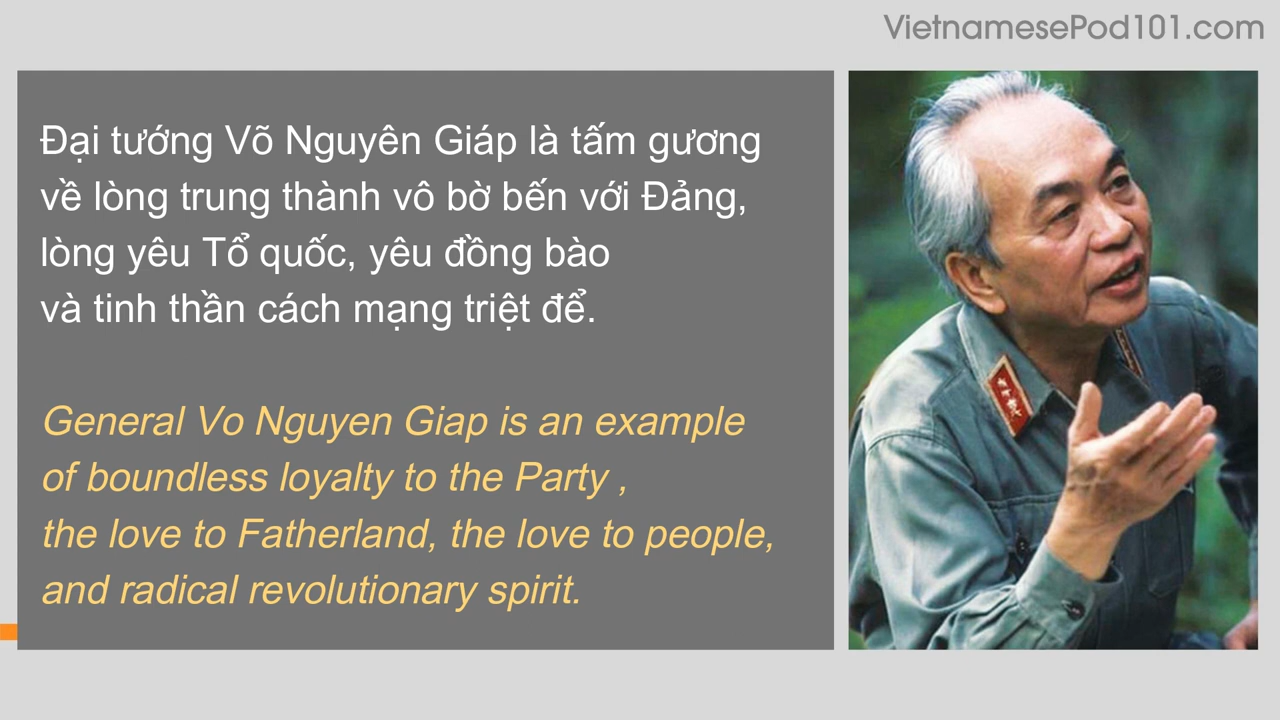 VietnamesePod101.com
Đại tướng Võ Nguyên Giáp là tấm gương
về lòng trung thành vô bờ bến với Đảng,
lòng yêu Tổ quốc, yêu đồng bào
và tinh thần cách mạng triệt để.
General Vo Nguyen Giap is an example
of boundless loyalty to the Party ,
the love to Fatherland, the love to people,
and radical revolutionary spirit.